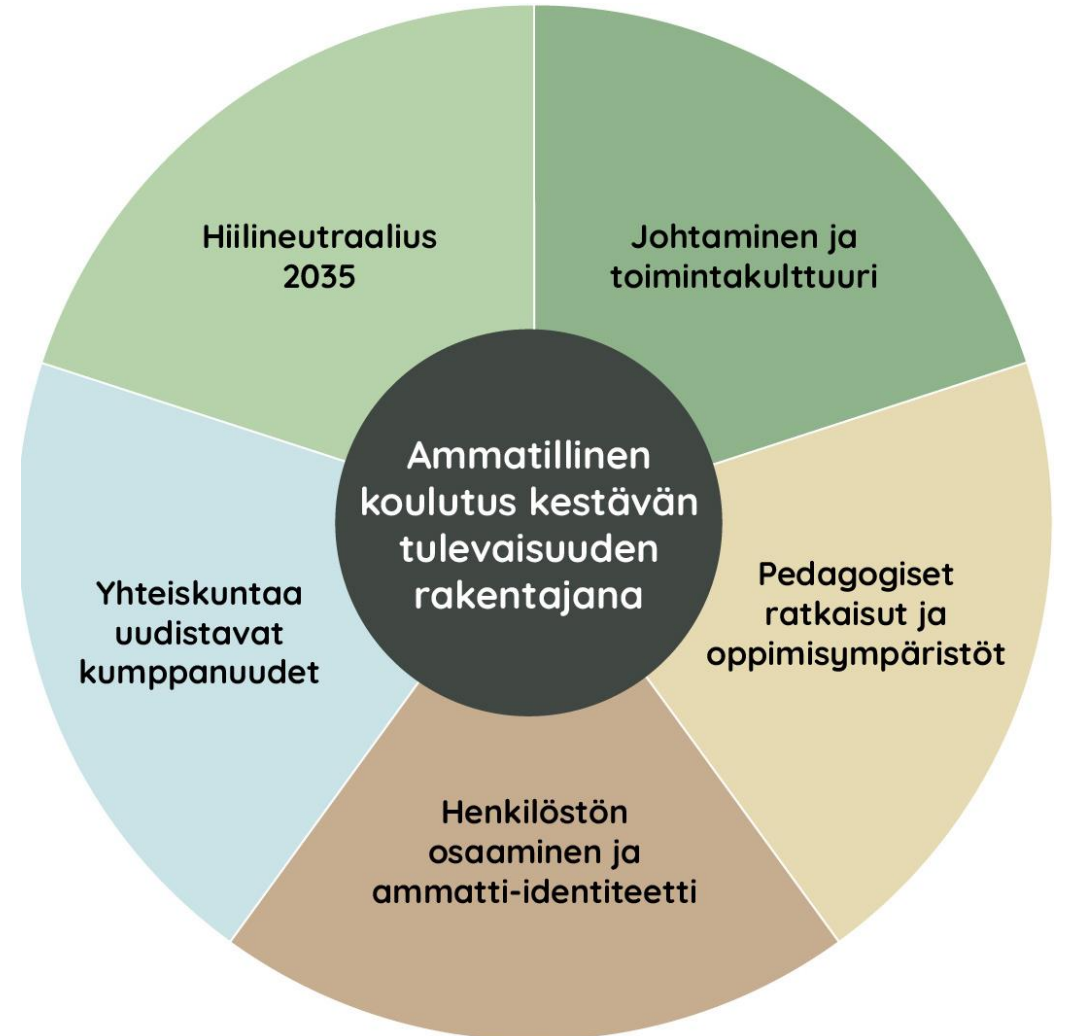 Hiilineutraalius
2035
Johtaminen ja
toimintakulttuuri
Ammatillinen
koulutus kestävän
tulevaisuuden
rakentajana
Pedagogiset
ratkaisut ja
oppimisympäristöt
Yhteiskuntaa
uudistavat
kumppanuudet
Henkilöstön
osaaminen ja
ammatti-identiteetti